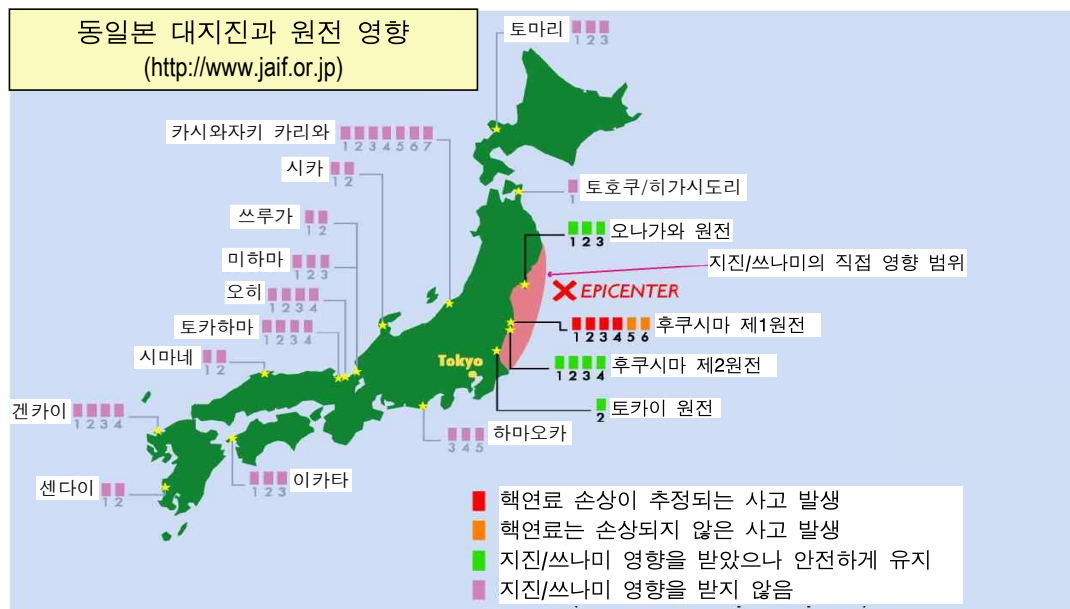 동일본 대지진과 원전 영향
(http://www.jaif.or.jp)
토마리
1 2 3
카시와자키 카리와
1 2 3 4 5 6 7
시카
1 2
토호쿠/히가시도리
1
쓰루가
1 2
오나가와 원전
1 2 3
미하마
1 2 3
지진/쓰나미의 직접 영향 범위
오히
1 2 3 4
EPICENTER
토카하마
1 2 3 4
후쿠시마 제1원전
1 2 3 4 5 6
시마네
1 2
Tokyo
후쿠시마 제2원전
1 2 3 4
겐카이
1 2 3 4
토카이 원전
2
하마오카
3 4 5
센다이
1 2
이카타
1 2 3
핵연료 손상이 추정되는 사고 발생
핵연료는 손상되지 않은 사고 발생
지진/쓰나미 영향을 받았으나 안전하게 유지
지진/쓰나미 영향을 받지 않음